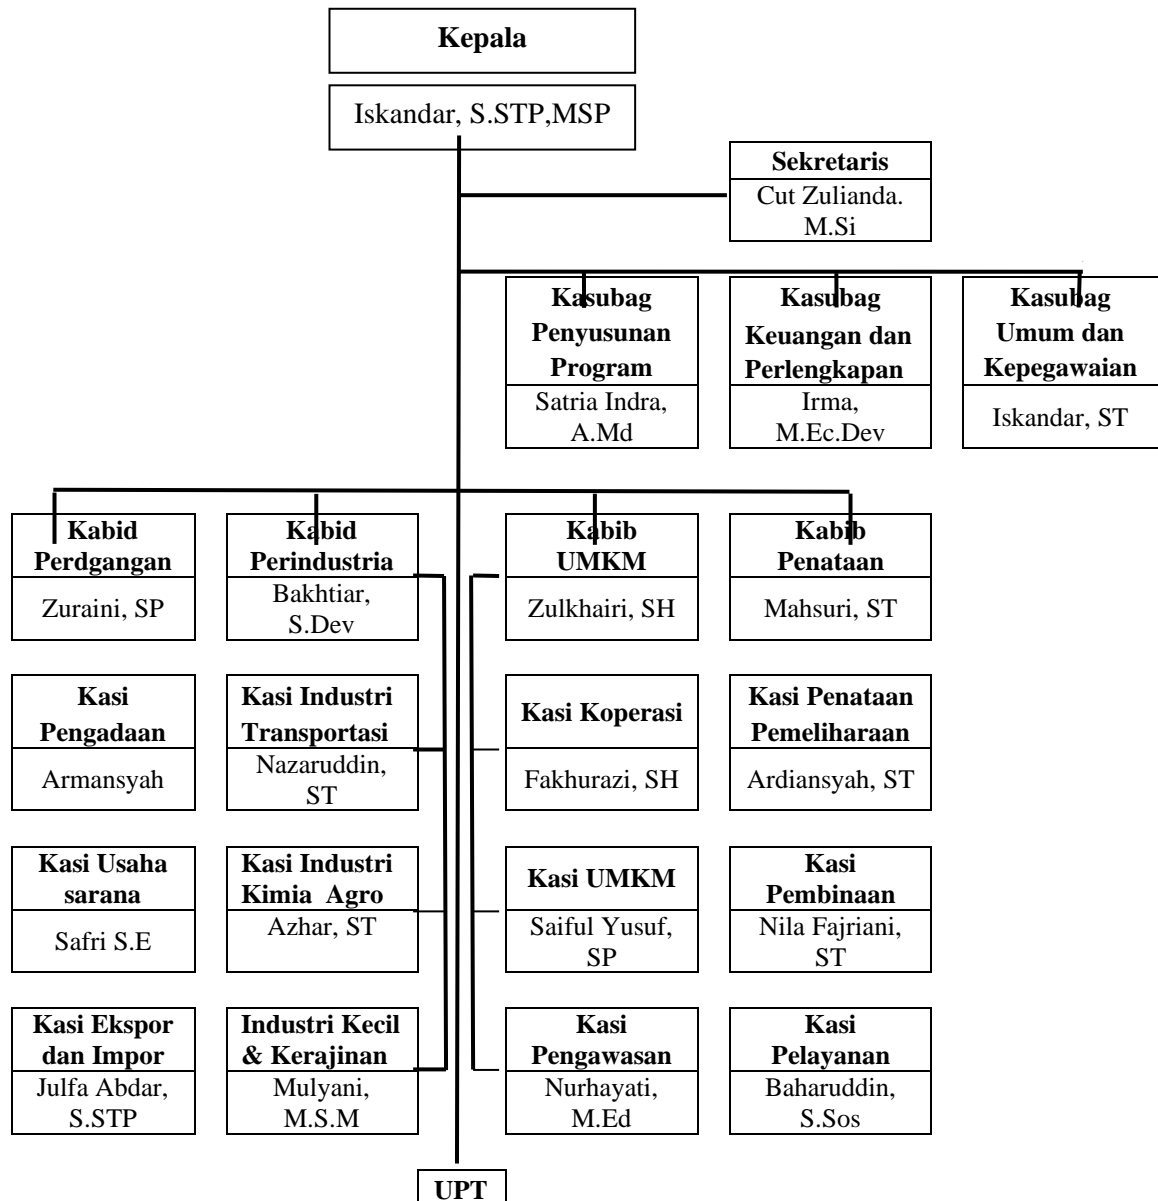 Kepala
Iskandar, S.STP,MSP
Sekretaris
Cut Zulianda.
M.Si
Kasubag
Penyusunan
Program
Satria Indra,
A.Md
Kasubag
Keuangan dan
Perlengkapan
Irma,
M.Ec.Dev
Kasubag
Umum dan
Kepegawaian
Iskandar, ST
Kabid
Perdgangan
Zuraini, SP
Kabid
Perindustria
Bakhtiar,
S.Dev
Kabib
UMKM
Zulkhairi, SH
Kabib
Penataan
Mahsuri, ST
Kasi
Pengadaan
Armansyah
Kasi Industri
Transportasi
Nazaruddin,
ST
Kasi Koperasi
Fakhurazi, SH
Kasi Penataan
Pemeliharaan
Ardiansyah, ST
Kasi Usaha
sarana
Safri S.E
Kasi Industri
Kimia Agro
Azhar, ST
Kasi UMKM
Saiful Yusuf,
SP
Kasi
Pembinaan
Nila Fajriani,
ST
Kasi Ekspor
dan Impor
Julfa Abdar,
S.STP
Industri Kecil
& Kerajinan
Mulyani,
M.S.M
Kasi
Pengawasan
Nurhayati,
M.Ed
Kasi
Pelayanan
Baharuddin,
S.Sos
UPT